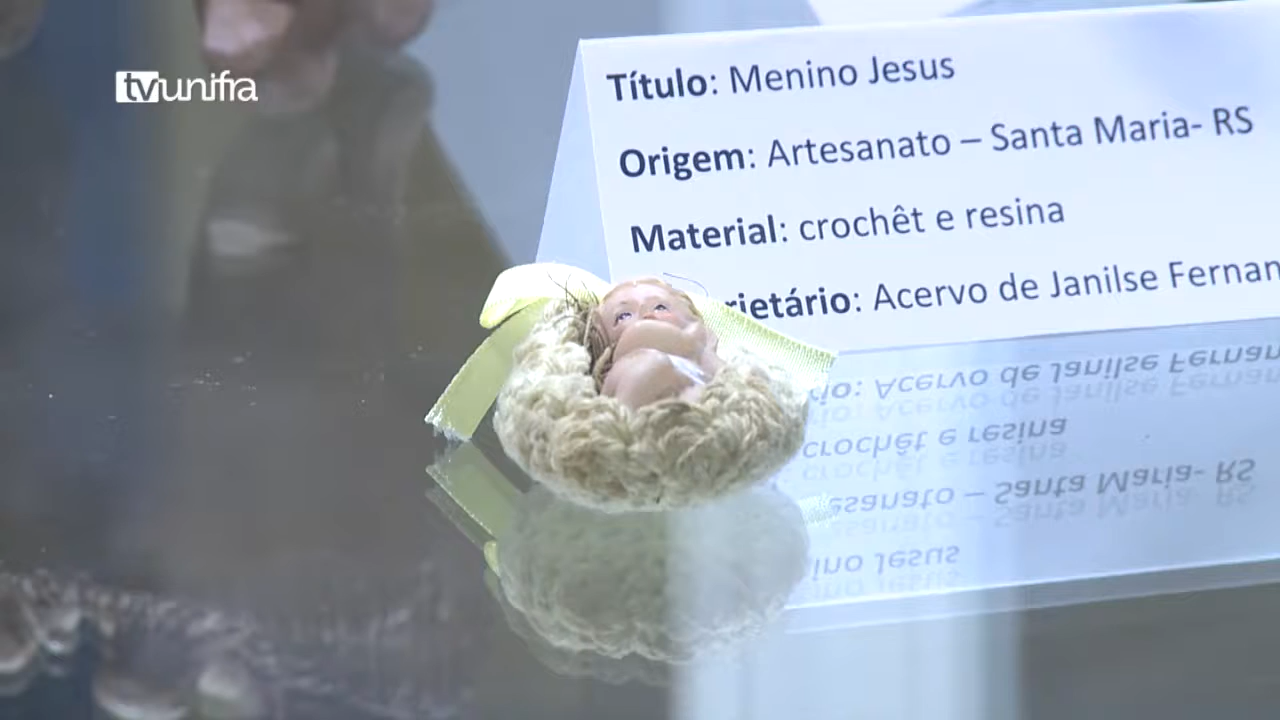 tvunifra
Título: Menino Jesus
Origem: Artesanato – Santa Maria- RS
Material: crochêt e resina
rietário: Acervo de Janilse Fernan